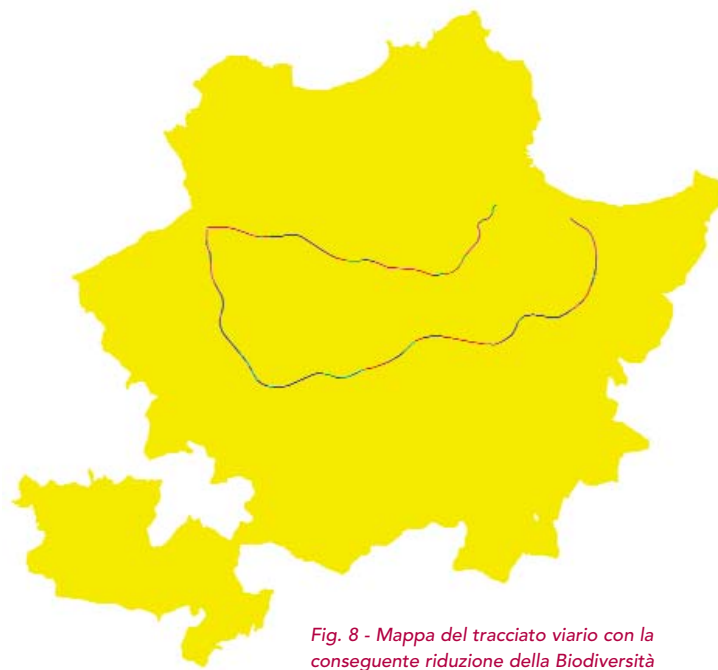 Fig. 8 - Mappa del tracciato viario con la
conseguente riduzione della Biodiversità